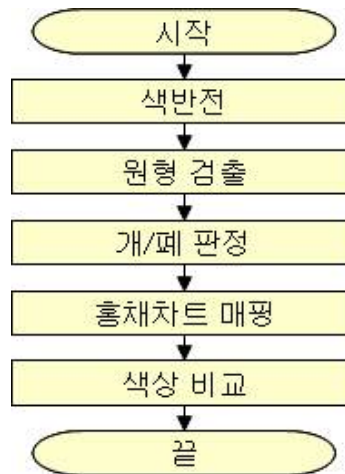 시작
색반전
원형 검출
개/폐 판정
홍채차트 매핑
색상 비교
끝